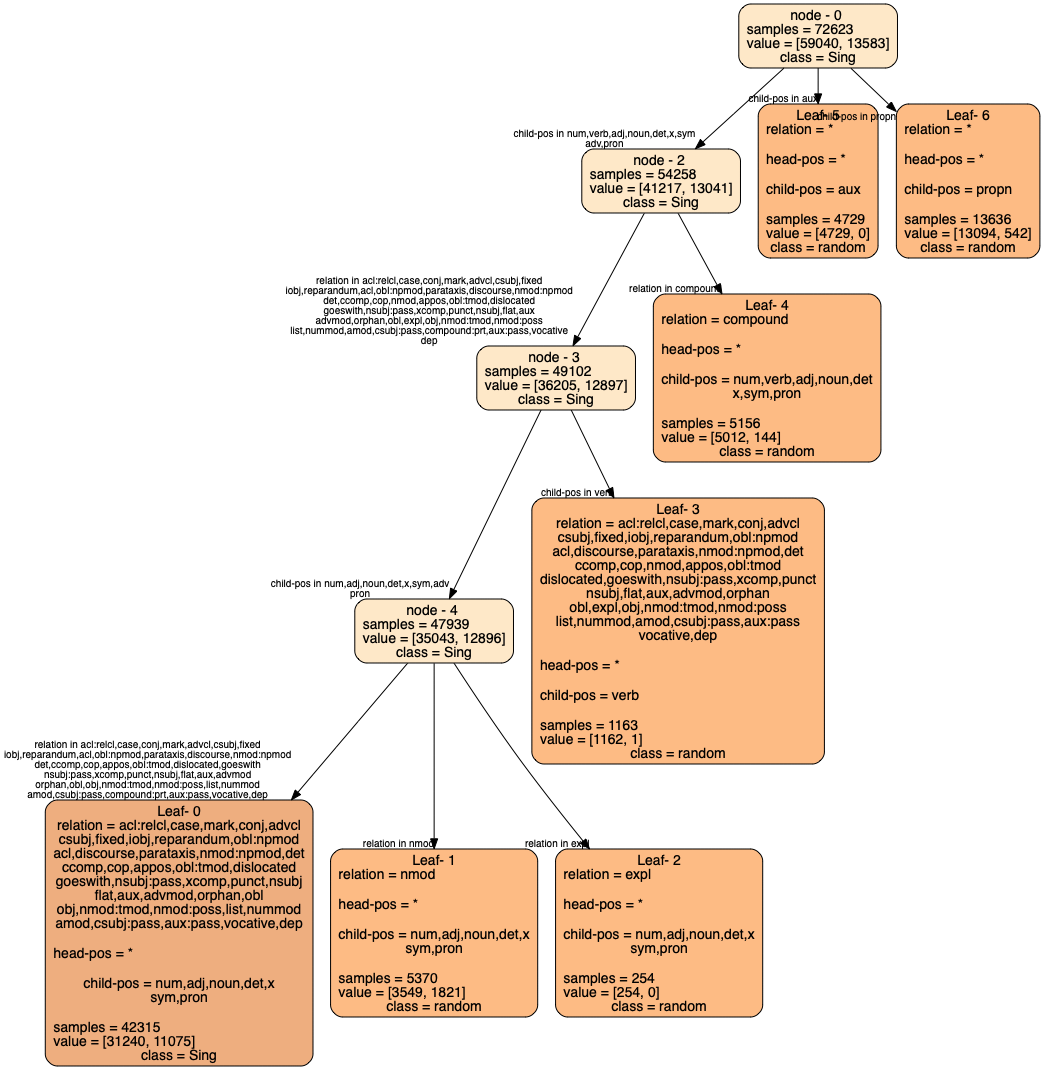 node - 0
samples = 72623
value = [59040, 13583]
class = Sing
child-pos in aux
child-pos in propn
Leaf- 5
relation = *
head-pos = *
child-pos = aux
samples = 4729
value = [4729, 0]
class = random
Leaf- 6
relation = *
head-pos = *
child-pos = propn
samples = 13636
value = [13094, 542]
class = random
child-pos in num,verb,adj,noun,det,x,sym
adv,pron
node - 2
samples = 54258
value = [41217, 13041]
class = Sing
relation in acl:relcl,case,conj,mark,advcl,csubj,fixed
iobj,reparandum,acl,obl:npmod,parataxis,discourse,nmod:npmod
det,ccomp,cop,nmod,appos,obl:tmod,dislocated
goeswith,nsubj:pass,xcomp,punct,nsubj,flat,aux
advmod,orphan,obl,expl,obj,nmod:tmod,nmod:poss
list,nummod,amod,csubj:pass,compound:prt,aux:pass,vocative
dep
relation in compound
Leaf- 4
relation = compound
head-pos = *
child-pos = num,verb,adj,noun,det
x,sym,pron
samples = 5156
value = [5012, 144]
class = random
node - 3
samples = 49102
value = [36205, 12897]
class = Sing
child-pos in verb
Leaf- 3
relation = acl:relcl,case,mark,conj,advcl
csubj,fixed,iobj,reparandum,obl:npmod
acl,discourse,parataxis,nmod:npmod,det
ccomp,cop,nmod,appos,obl:tmod
dislocated,goeswith,nsubj:pass,xcomp,punct
nsubj,flat,aux,advmod,orphan
obl,expl,obj,nmod:tmod,nmod:poss
list,nummod,amod,csubj:pass,aux:pass
vocative,dep
head-pos = *
child-pos = verb
samples = 1163
value = [1162, 1]
class = random
child-pos in num,adj,noun,det,x,sym,adv
pron
node - 4
samples = 47939
value = [35043, 12896]
class = Sing
relation in acl:relcl,case,conj,mark,advcl,csubj,fixed
iobj,reparandum,acl,obl:npmod,parataxis,discourse,nmod:npmod
det,ccomp,cop,appos,obl:tmod,dislocated,goeswith
nsubj:pass,xcomp,punct,nsubj,flat,aux,advmod
orphan,obl,obj,nmod:tmod,nmod:poss,list,nummod
amod,csubj:pass,compound:prt,aux:pass,vocative,dep
Leaf- 0
relation = acl:relcl,case,mark,conj,advcl
csubj,fixed,iobj,reparandum,obl:npmod
acl,discourse,parataxis,nmod:npmod,det
ccomp,cop,appos,obl:tmod,dislocated
goeswith,nsubj:pass,xcomp,punct,nsubj
flat,aux,advmod,orphan,obl
obj,nmod:tmod,nmod:poss,list,nummod
amod,csubj:pass,aux:pass,vocative,dep
head-pos = *
child-pos = num,adj,noun,det,x
sym,pron
samples = 42315
value = [31240, 11075]
class = Sing
relation in nmod
Leaf- 1
relation = nmod
head-pos = *
child-pos = num,adj,noun,det,x
sym,pron
samples = 5370
value = [3549, 1821]
class = random
relation in expl
Leaf- 2
relation = expl
head-pos = *
child-pos = num,adj,noun,det,x
sym,pron
samples = 254
value = [254, 0]
class = random